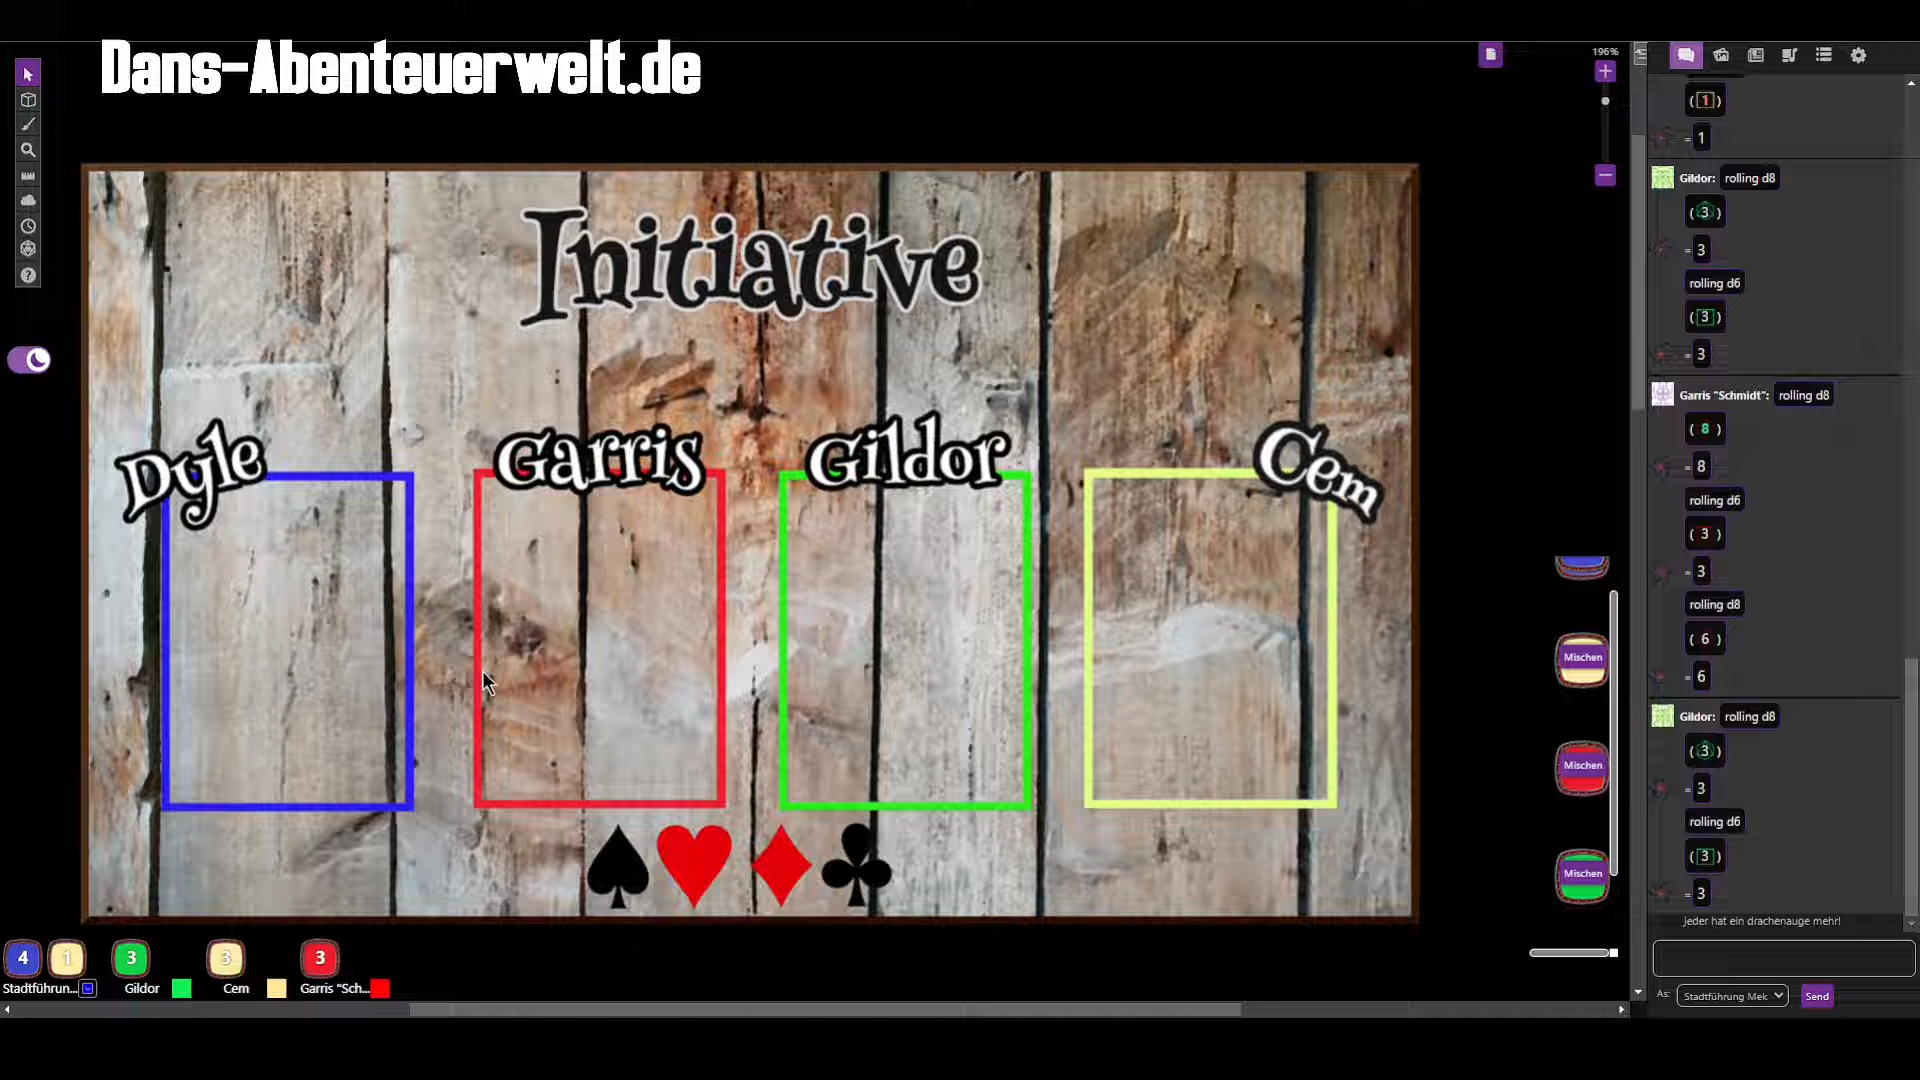 Dans-Abenteuerwelt.de
196%
Initiative
Dyle
Garris
Gildor
Cem
Mischen
Mischen
Mischen
4
1
3
3
3
Stadtführun...
Gildor
Cem
Garris "Sch...
(1)
=1
Gildor: rolling d8
(3)
=3
rolling d6
(3)
=3
Garris "Schmidt": rolling d8
(8)
=8
rolling d6
(3)
=3
rolling d8
(6)
=6
Gildor: rolling d8
(3)
=3
rolling d6
(3)
=3
jeder hat ein drachenauge mehr!
As: Stadtführung Mek
Send